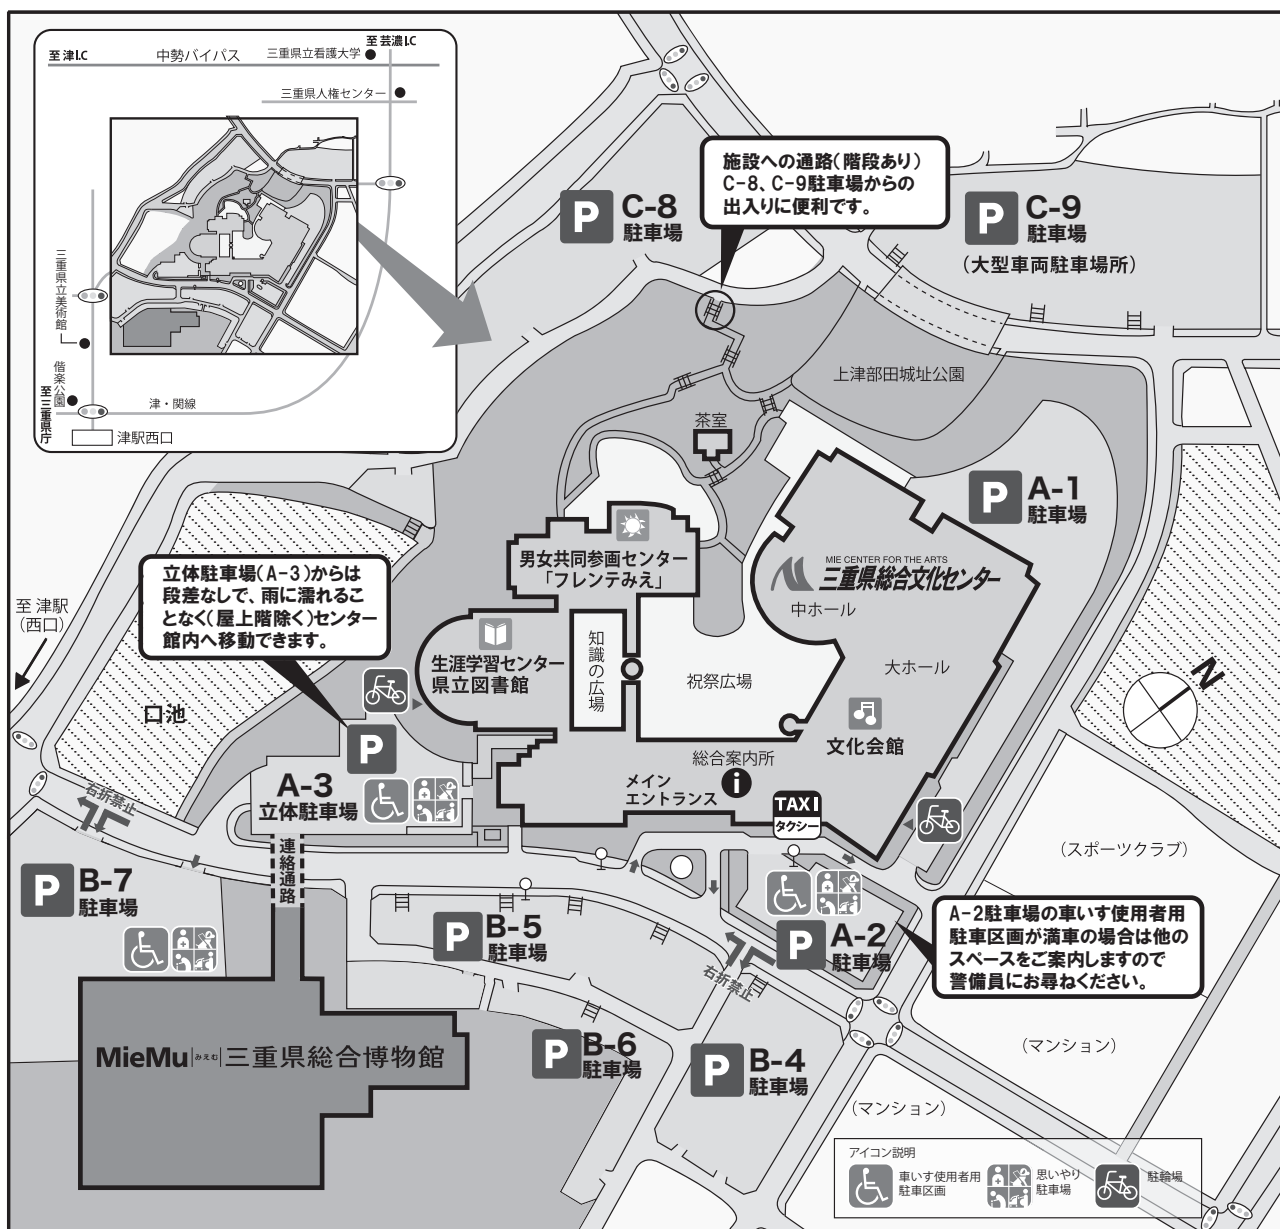 至 津I.C
中勢バイパス
三重県立看護大学
至 芸濃I.C
三重県人権センター
三重県立美術館
偕楽公園
至 三重県庁
津・関線
津駅西口
施設への通路(階段あり)
C-8、C-9駐車場からの
出入りに便利です。
P
C-8
駐車場
P
C-9
駐車場
(大型車両駐車場所)
上津部田城址公園
茶室
P
A-1
駐車場
男女共同参画センター
「フレンテみえ」
MIE CENTER FOR THE ARTS
三重県総合文化センター
中ホール
大ホール
立体駐車場(A-3)からは
段差なしで、雨に濡れるこ
となく(屋上階除く)センター
館内へ移動できます。
至 津駅
(西口)
生涯学習センター
県立図書館
知識の広場
祝祭広場
文化会館
N
口池
P
A-3
立体駐車場
総合案内所
i
メイン
エントランス
TAXI
タクシー
右折禁止
連絡通路
(スポーツクラブ)
P
B-7
駐車場
P
B-5
駐車場
P
A-2
駐車場
A-2駐車場の車いす使用者用
駐車区画が満車の場合は他の
スペースをご案内しますので
警備員にお尋ねください。
右折禁止
MieMu みえむ 三重県総合博物館
P
B-6
駐車場
P
B-4
駐車場
(マンション)
(マンション)
アイコン説明
車いす使用者用
駐車区画
思いやり
駐車場
駐輪場